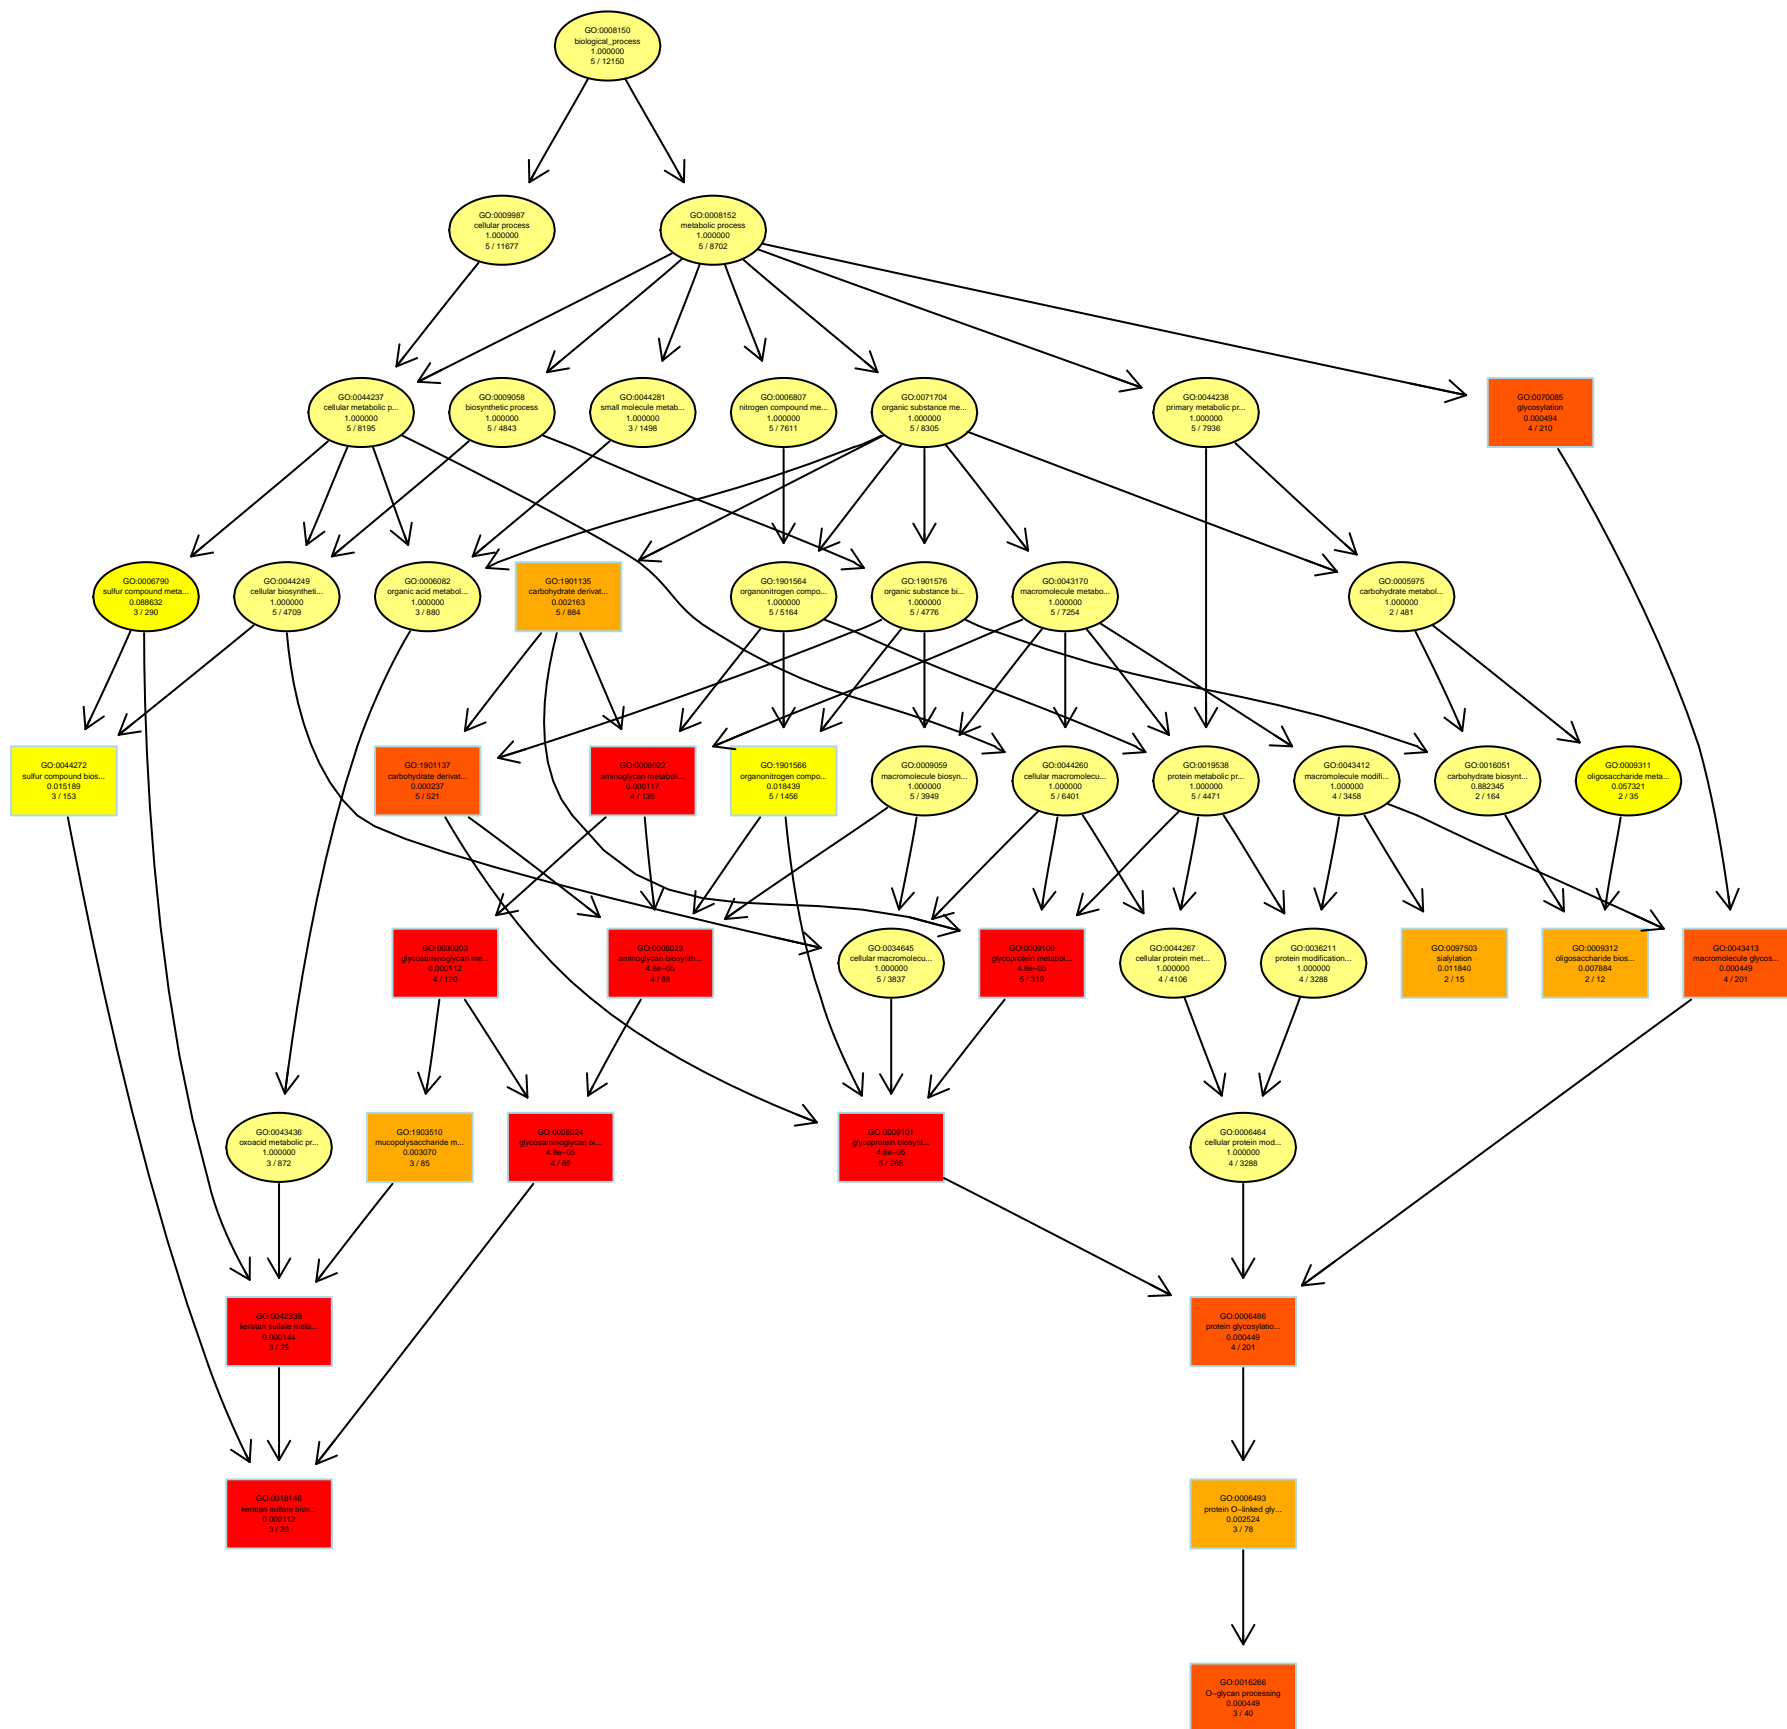 GO:0008150
biological_process
1.000000
5 / 12150
GO:0009987
cellular process
1.000000
5 / 11677
GO:0008152
metabolic process
1.000000
5 / 8702
GO:0044237
cellular metabolic p...
1.000000
5 / 8195
GO:0009058
biosynthetic process
1.000000
5 / 4843
GO:0044281
small molecule metab...
1.000000
3 / 1498
GO:0006807
nitrogen compound me...
1.000000
5 / 7611
GO:0071704
organic substance me...
1.000000
5 / 8305
GO:0044238
primary metabolic pr...
1.000000
5 / 7936
GO:0070085
glycosylation
0.000494
4 / 210
GO:0006790
sulfur compound meta...
0.088632
3 / 290
GO:0044249
cellular biosyntheti...
1.000000
5 / 4709
GO:0006082
organic acid metabol...
1.000000
3 / 880
GO:1901135
carbohydrate derivat...
0.002163
5 / 884
GO:1901564
organonitrogen compo...
1.000000
5 / 5164
GO:1901576
organic substance bi...
1.000000
5 / 4776
GO:0043170
macromolecule metabo...
1.000000
5 / 7254
GO:0005975
carbohydrate metabol...
1.000000
2 / 481
GO:0044272
sulfur compound bios...
0.015189
3 / 153
GO:1901137
carbohydrate derivat...
0.000237
5 / 521
GO:0006022
aminoglycan metaboli...
0.000117
4 / 126
GO:1901566
organonitrogen compo...
0.018439
5 / 1456
GO:0009059
macromolecule biosyn...
1.000000
5 / 3949
GO:0044260
cellular macromolecu...
1.000000
5 / 6401
GO:0019538
protein metabolic pr...
1.000000
5 / 4471
GO:0043412
macromolecule modifi...
1.000000
4 / 3458
GO:0016051
carbohydrate biosynt...
0.882345
2 / 164
GO:0009311
oligosaccharide meta...
0.057321
2 / 35
GO:0030203
glycosaminoglycan me...
0.000112
4 / 120
GO:0006023
aminoglycan biosynth...
4.8e−05
4 / 88
GO:0034645
cellular macromolecu...
1.000000
5 / 3837
GO:0009100
glycoprotein metabol...
4.8e−05
5 / 319
GO:0044267
cellular protein met...
1.000000
4 / 4106
GO:0036211
protein modification...
1.000000
4 / 3288
GO:0097503
sialylation
0.011840
2 / 15
GO:0009312
oligosaccharide bios...
0.007884
2 / 12
GO:0043413
macromolecule glycos...
0.000449
4 / 201
GO:0043436
oxoacid metabolic pr...
1.000000
3 / 872
GO:1903510
mucopolysaccharide m...
0.003070
3 / 85
GO:0006024
glycosaminoglycan bi...
4.8e−05
4 / 85
GO:0009101
glycoprotein biosynt...
4.8e−05
5 / 268
GO:0006464
cellular protein mod...
1.000000
4 / 3288
GO:0042339
keratan sulfate meta...
0.000144
3 / 25
GO:0006486
protein glycosylatio...
0.000449
4 / 201
GO:0018146
keratan sulfate bios...
0.000112
3 / 20
GO:0006493
protein O−linked gly...
0.002524
3 / 78
GO:0016266
O−glycan processing
0.000449
3 / 40